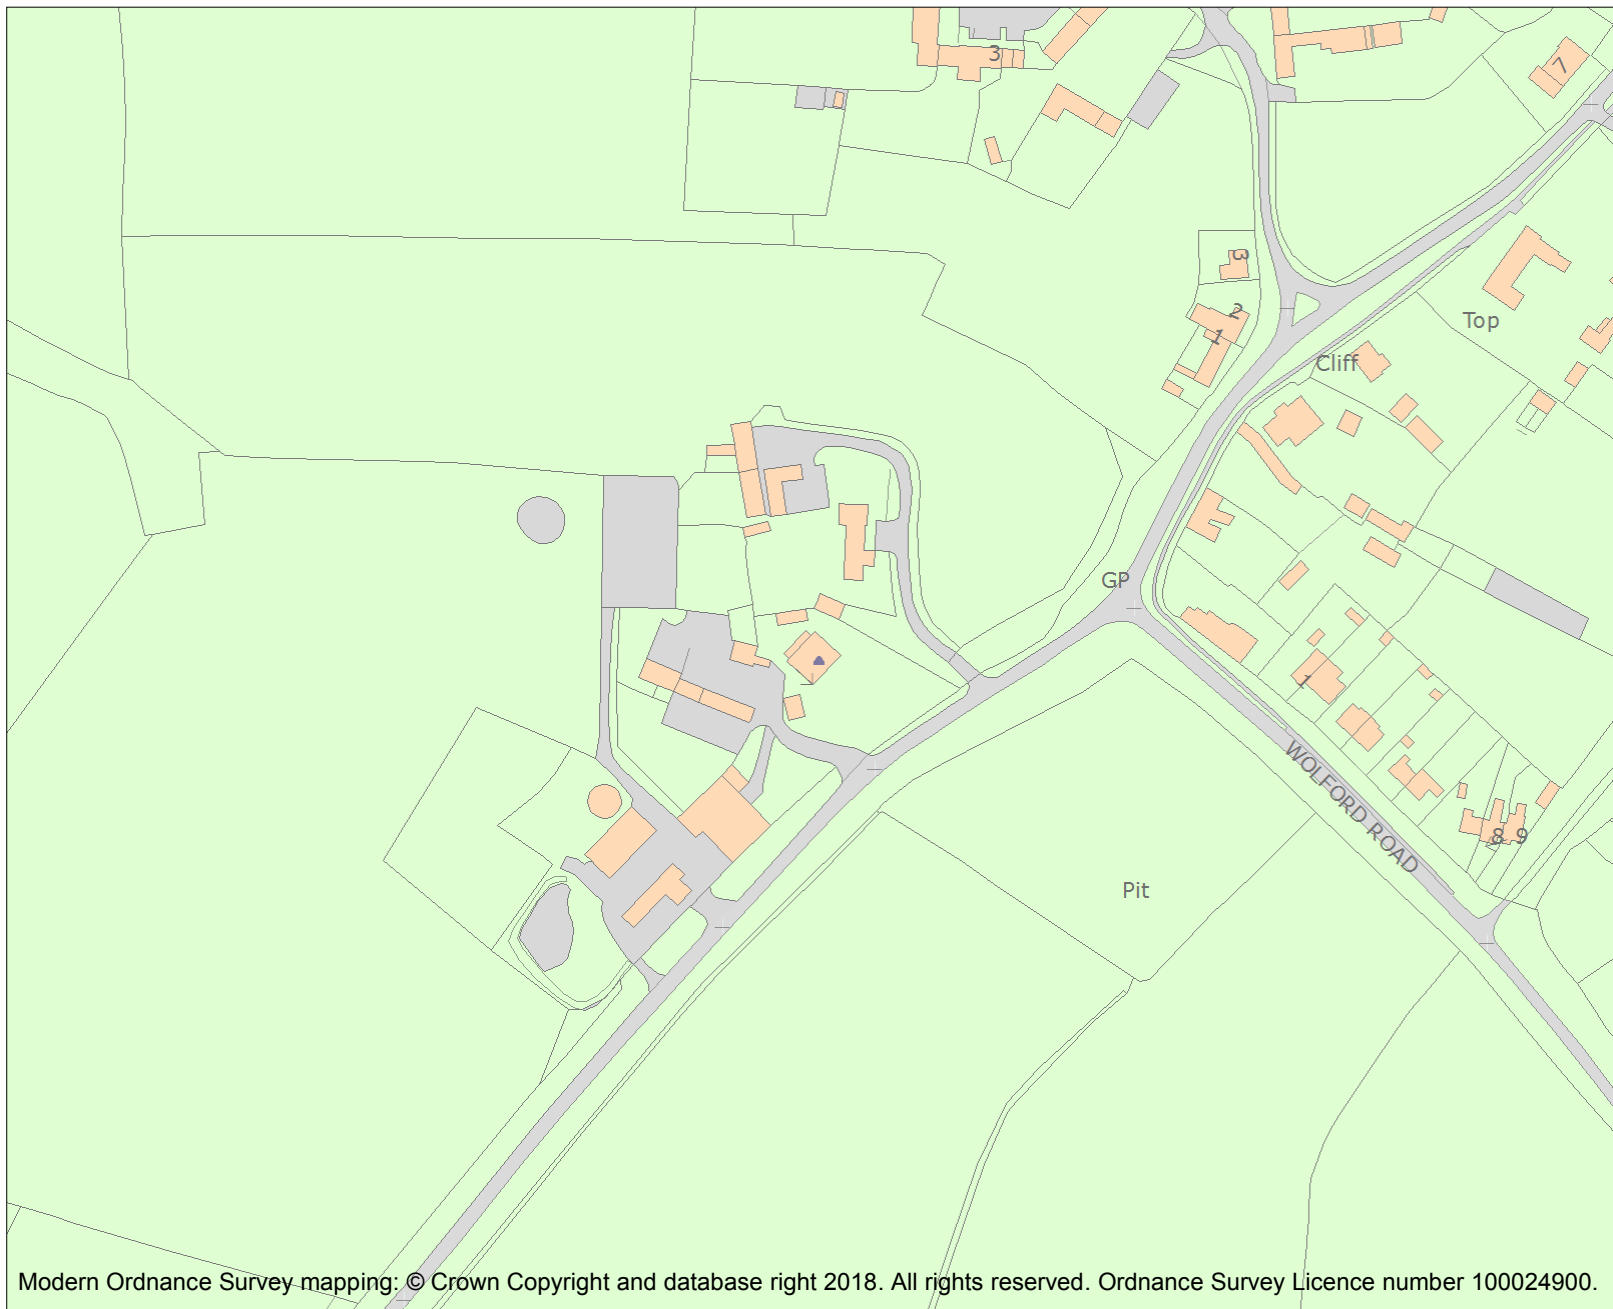 3
7
3
2
1
Top
Cliff
GP
1
WOLFORD ROAD
8
9
Pit
Modern Ordnance Survey mapping: © Crown Copyright and database right 2018. All rights reserved. Ordnance Survey Licence number 100024900.